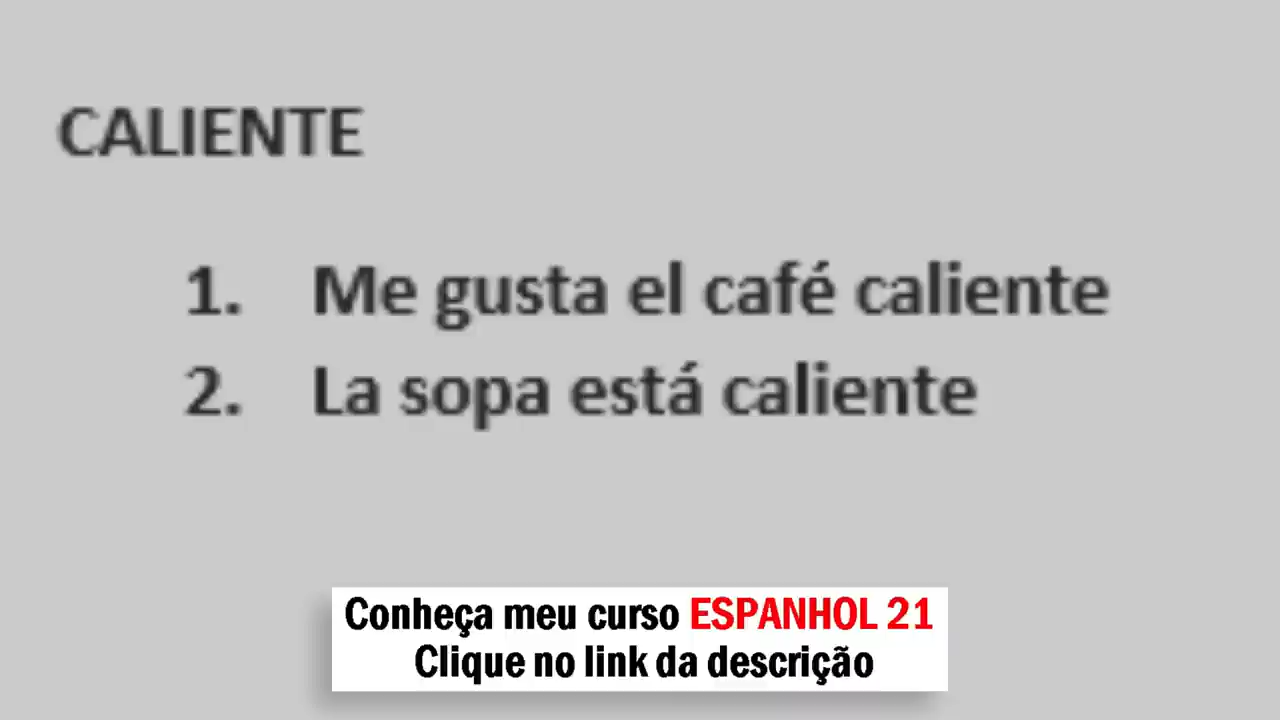 CALIENTE
1. Me gusta el café caliente
2. La sopa está caliente
Conheça meu curso ESPANHOL 21
Clique no link da descrição